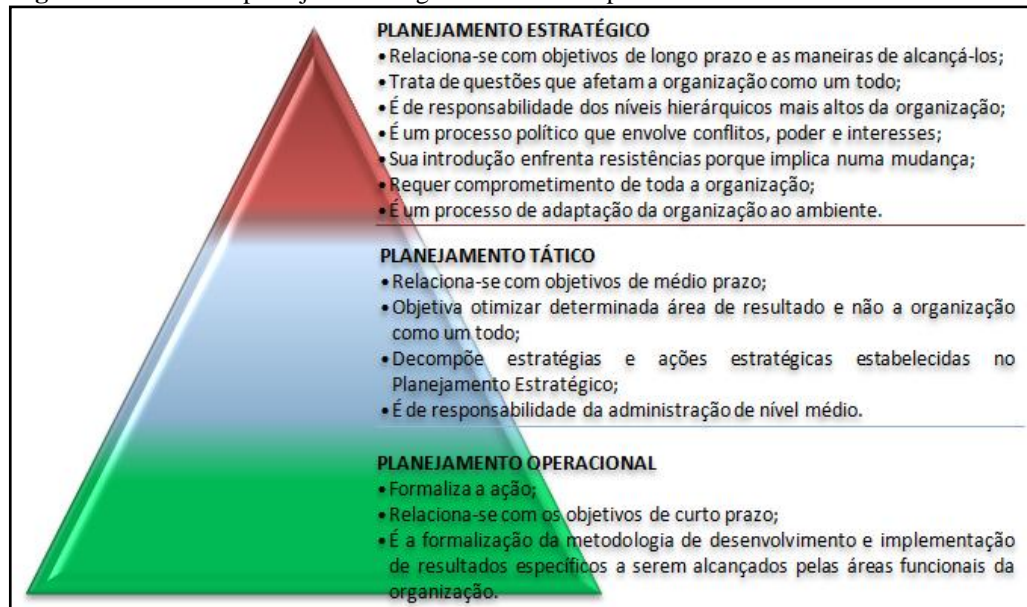 PLANEJAMENTO ESTRATÉGICO
•Relaciona-se com objetivos de longo prazo e as maneiras de alcançá-los;
•Trata de questões que afetam a organização como um todo;
•É de responsabilidade dos níveis hierárquicos mais altos da organização;
•É um processo político que envolve conflitos, poder e interesses;
•Sua introdução enfrenta resistências porque implica numa mudança;
•Requer comprometimento de toda a organização;
•É um processo de adaptação da organização ao ambiente.
PLANEJAMENTO TÁTICO
•Relaciona-se com objetivos de médio prazo;
•Objetiva otimizar determinada área de resultado e não a organização
como um todo;
•Decompõe estratégias e ações estratégicas estabelecidas no
Planejamento Estratégico;
•É de responsabilidade da administração de nível médio.
PLANEJAMENTO OPERACIONAL
•Formaliza a ação;
•Relaciona-se com os objetivos de curto prazo;
•É a formalização da metodologia de desenvolvimento e implementação
de resultados específicos a serem alcançados pelas áreas funcionais da
organização.